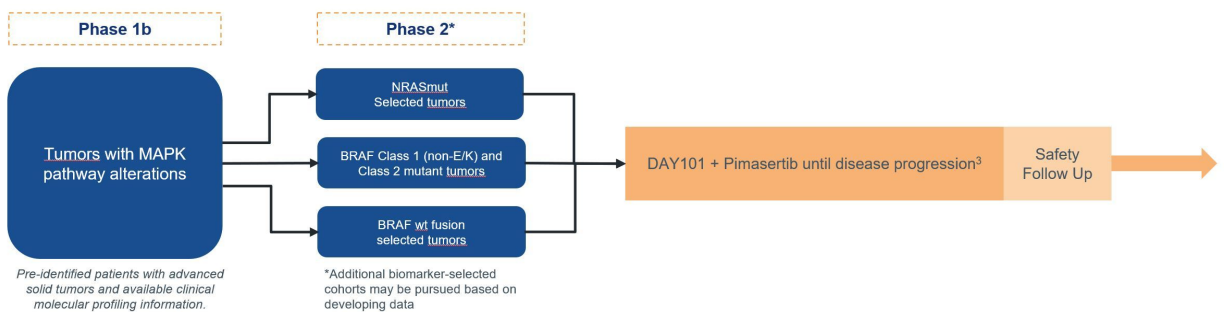 Phase 1b
Phase 2*
Tumors with MAPK
pathway alterations
NRASmut
Selected tumors
BRAF Class 1 (non-E/K) and
Class 2 mutant tumors
BRAF wt fusion
selected tumors
DAY101 + Pimasertib until disease progression³
Safety
Follow Up
Pre-identified patients with advanced
solid tumors and available clinical
molecular profiling information.
*Additional biomarker-selected
cohorts may be pursued based on
developing data